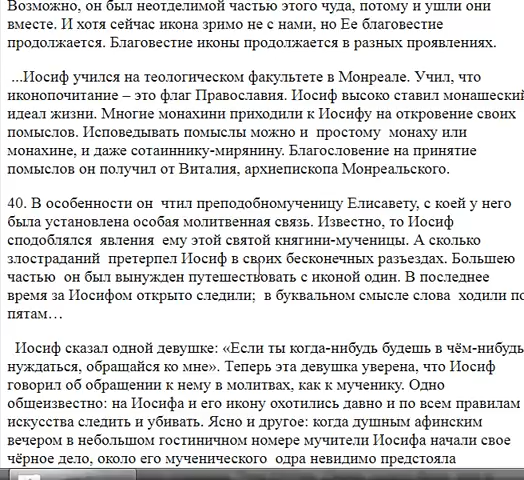 Возможно, он был неотделимой частью этого чуда, потому и ушли они
вместе. И хотя сейчас икона зримо не с нами, но Ее благовестие
продолжается. Благовестие иконы продолжается в разных проявлениях.
...Иосиф учился на теологическом факультете в Монреале. Учил, что
иконопочитание – это флаг Православия. Иосиф высоко ставил монашеский
идеал жизни. Многие монахини приходили к Иосифу на откровение своих
помыслов. Исповедывать помыслы можно и простому монаху или
монахине, и даже сотаиннику-мирянину. Благословение на принятие
помыслов он получил от Виталия, архиепископа Монреальского.
40. В особенности он чтил преподобномученицу Елисавету, с коей у него
была установлена особая молитвенная связь. Известно, то Иосиф
сподоблялся явления ему этой святой княгини-мученицы. А сколько
злостраданий претерпел Иосиф в своих бесконечных разъездах. Большею
частью он был вынужден путешествовать с иконой один. В последнее
время за Иосифом открыто следили; в буквальном смысле слова ходили по
пятам…
Иосиф сказал одной девушке: «Если ты когда-нибудь будешь в чём-нибудь
нуждаться, обращайся ко мне». Теперь эта девушка уверена, что Иосиф
говорил об обращении к нему в молитвах, как к мученику. Одно
общеизвестно: на Иосифа и его икону охотились давно и по всем правилам
искусства следить и убивать. Ясно и другое: когда душным афинским
вечером в небольшом гостиничном номере мучители Иосифа начали свое
чёрное дело, около его мученического одра невидимо предстояла